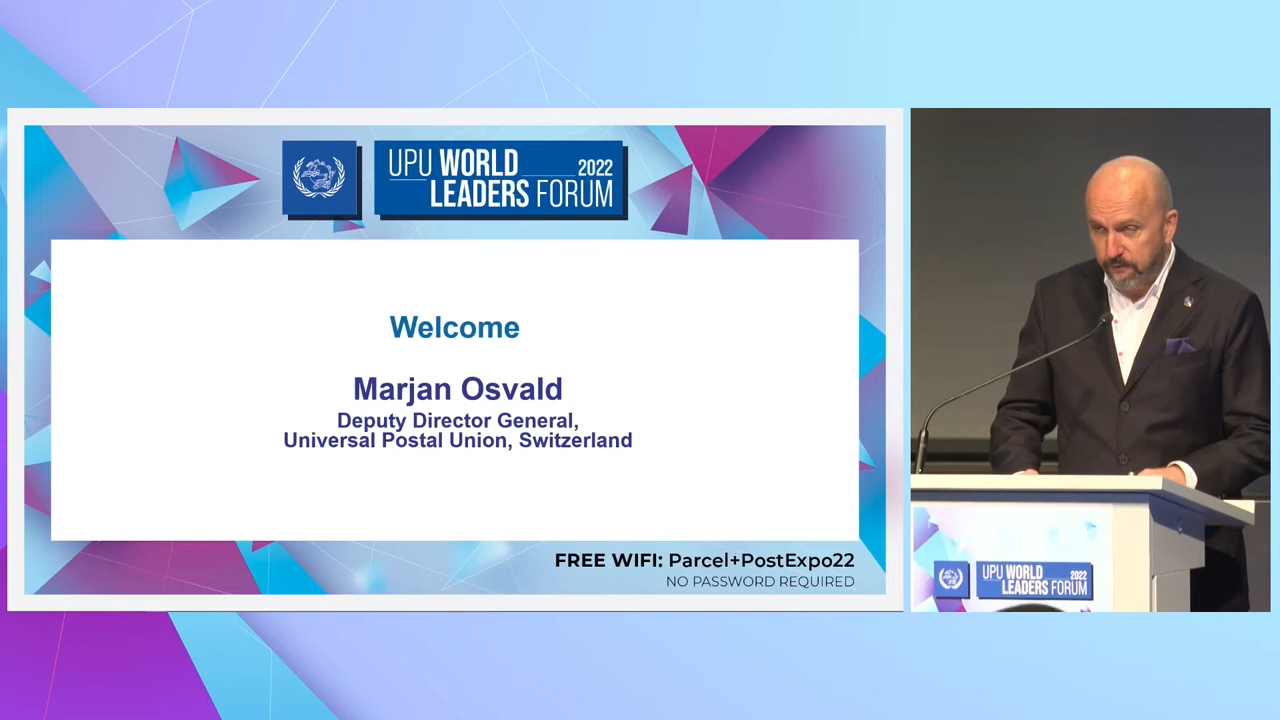 UPU WORLD 2022
LEADERS FORUM
Welcome
Marjan Osvald
Deputy Director General,
Universal Postal Union, Switzerland
FREE WIFI: Parcel+PostExpo22
NO PASSWORD REQUIRED
UPU WORLD 2022
LEADERS FORUM